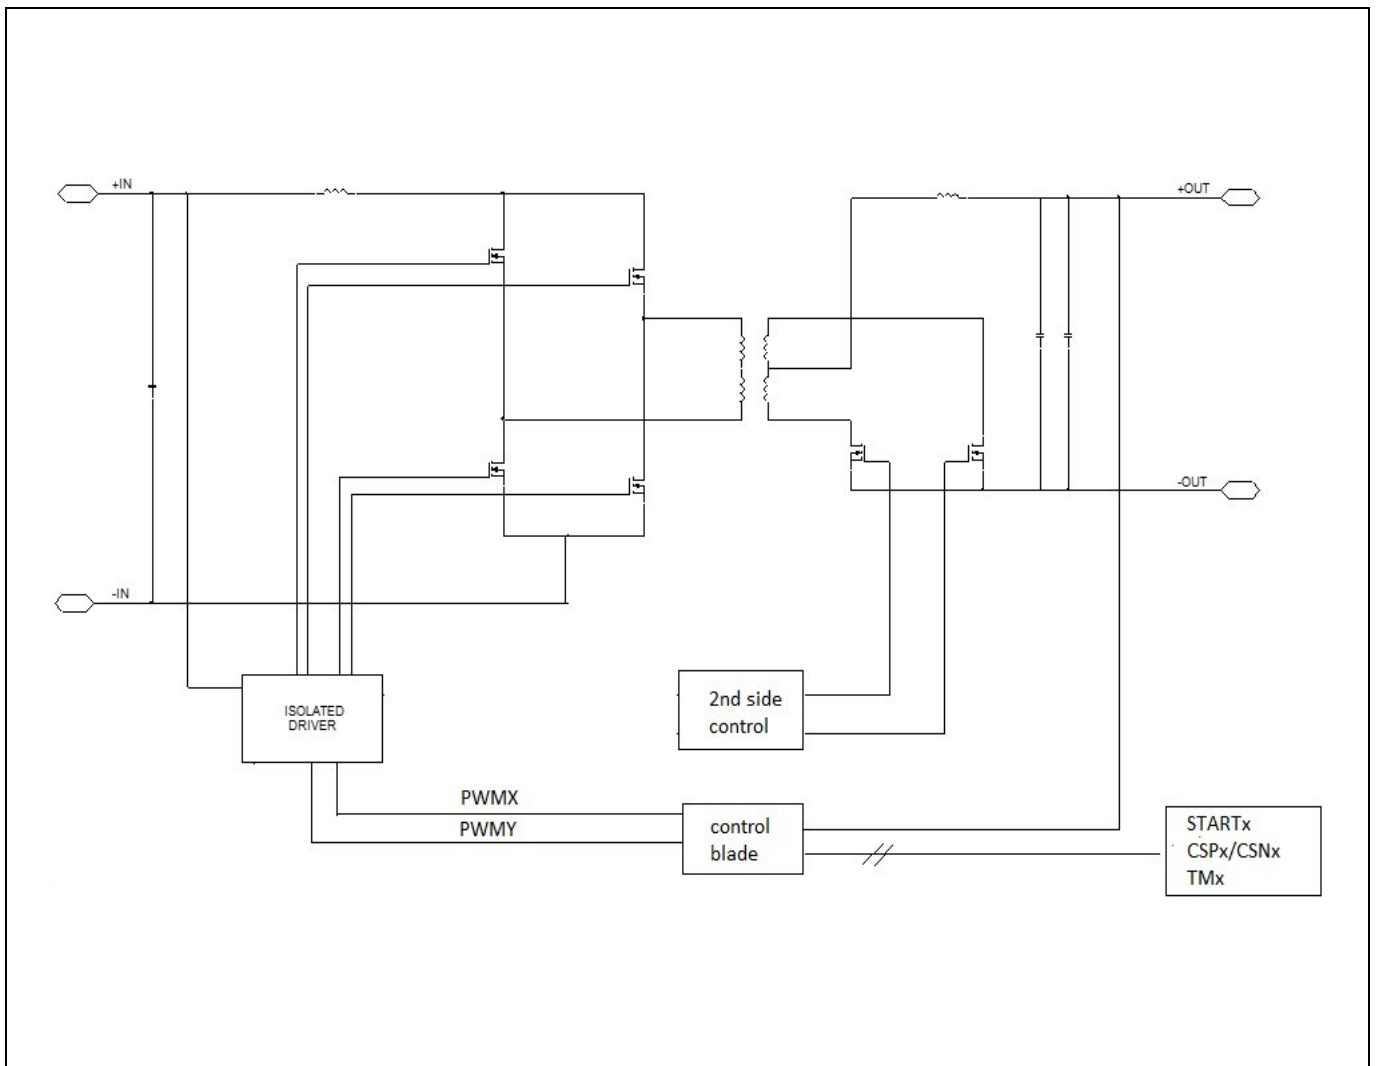 +IN
+OUT
-OUT
-IN
ISOLATED
DRIVER
2nd side
control
PWMX
PWMY
control
blade
STARTx
CSPx/CSNx
TMx